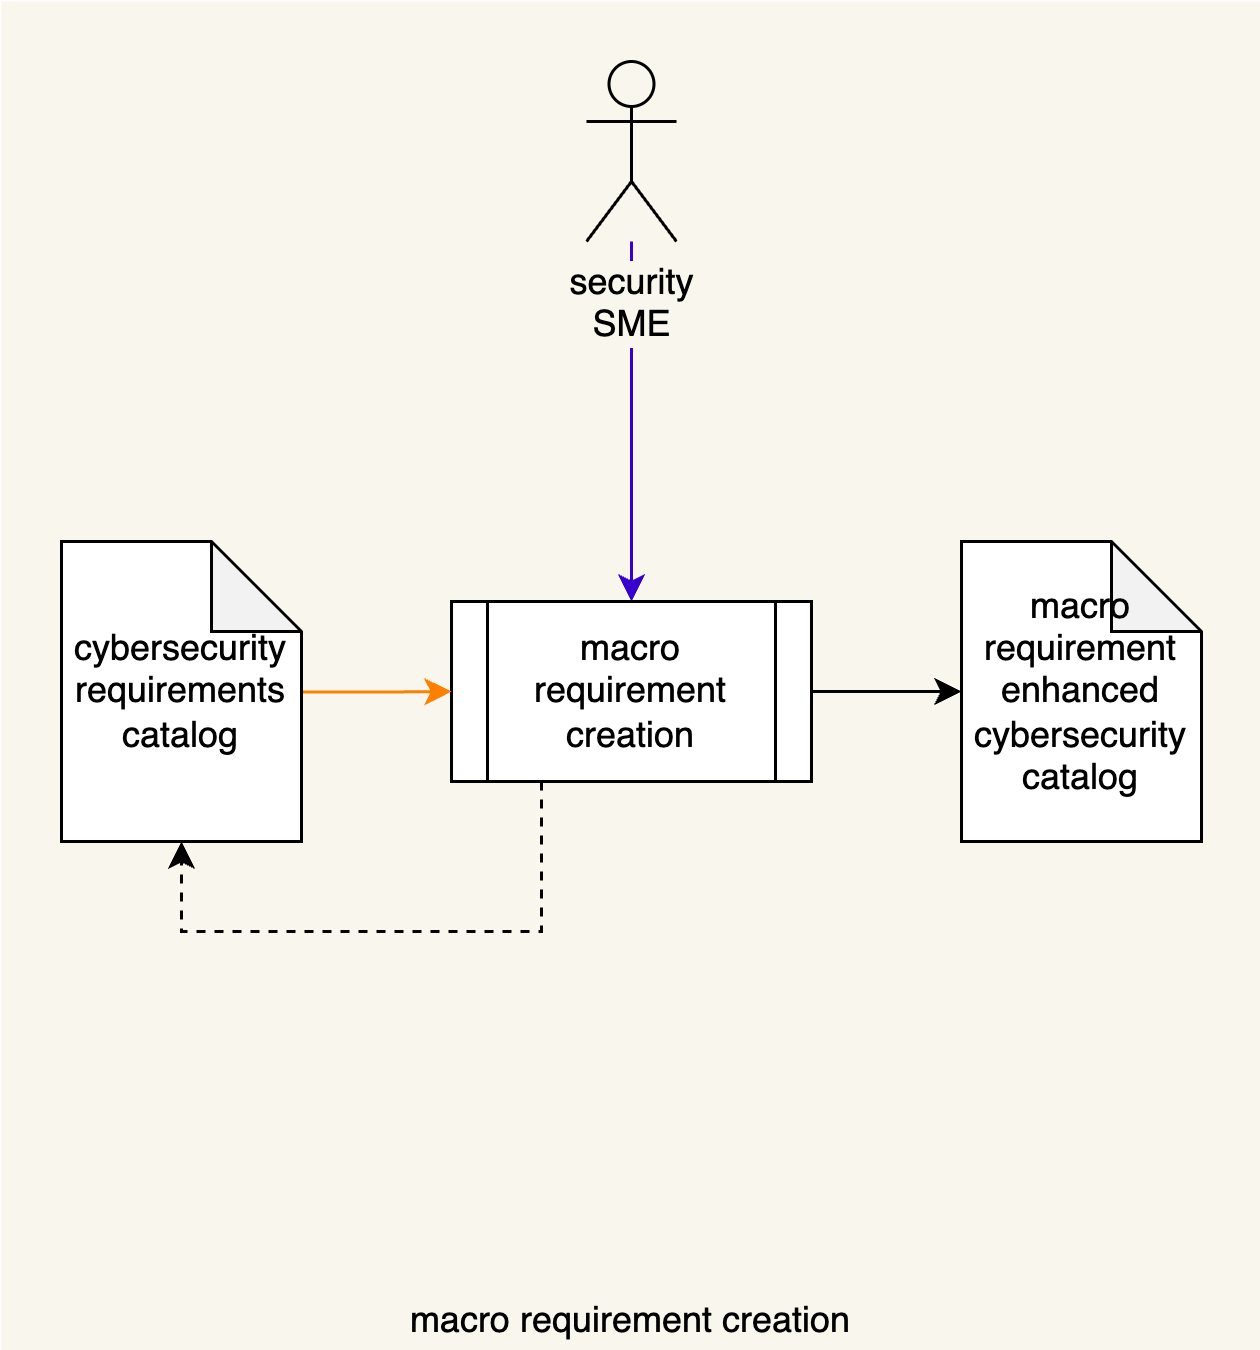 security
SME
cybersecurity
requirements
catalog
macro
requirement
creation
macro
requirement
enhanced
cybersecurity
catalog
macro requirement creation